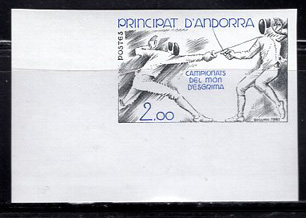 PRINCIPAT D'ANDORRA
POSTES
CAMPIONATS
DEL MON
D'ESGRIMA
2.00